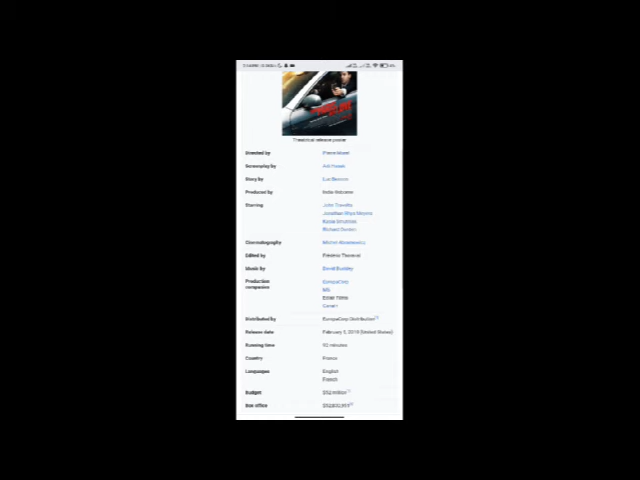 Theatrical release poster
Directed by Pierre Morel
Screenplay by Adi Hasak
Story by Luc Besson
Produced by India Osborne
Starring John Travolta
Jonathan Rhys Meyers
Kasia Smutniak
Richard Durden
Cinematography Michel Abramowicz
Edited by Frédéric Thoraval
Music by David Buckley
Production companies EuropaCorp
M6
Canal+
Distributed by EuropaCorp Distribution
Release date February 5, 2010 (United States)
Running time 92 minutes
Country France
Languages English
French
Budget $52 million
Box office